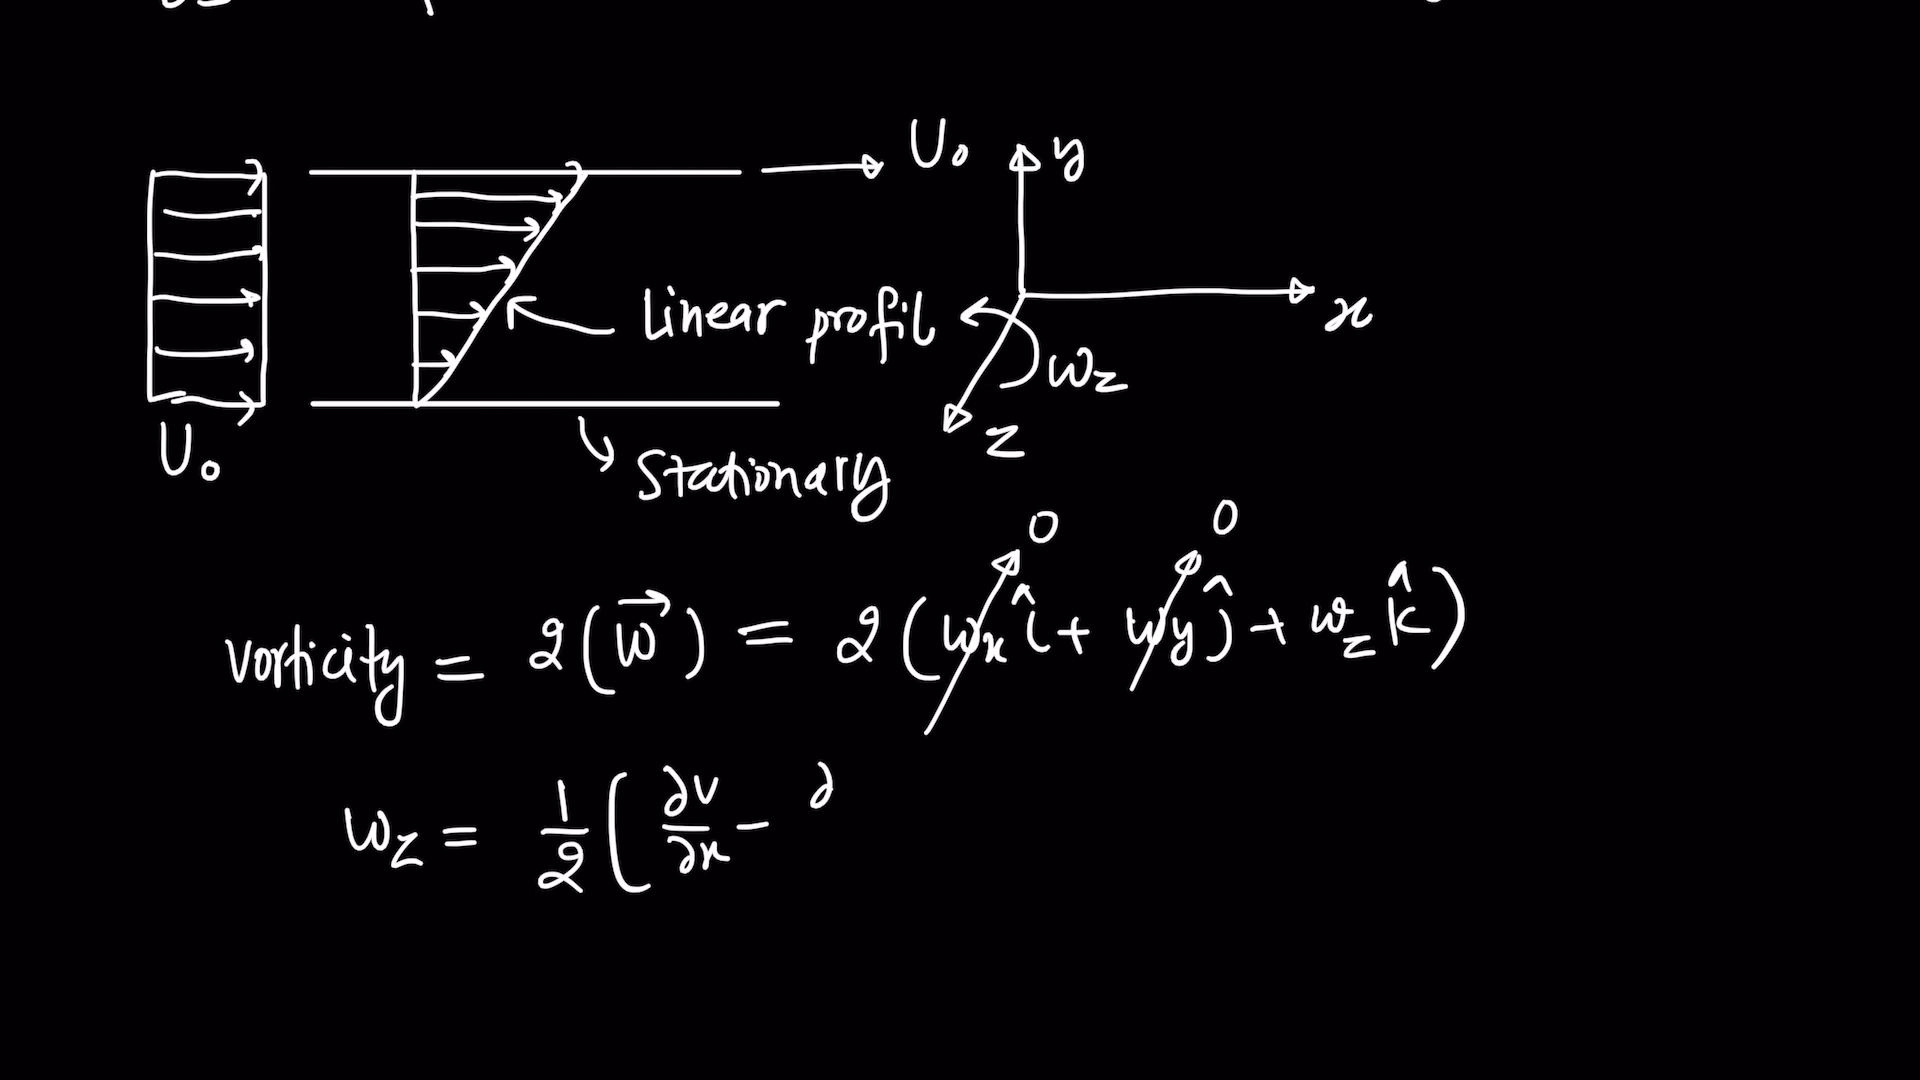 U₀ y
Linear profil x
ω_z
U₀ Stationary z
0 0
vorticity = 2(ω⃗) = 2(ω_x î + ω_y ĵ + ω_z k̂)
ω_z = 1/2 ( ∂v/∂x - ∂